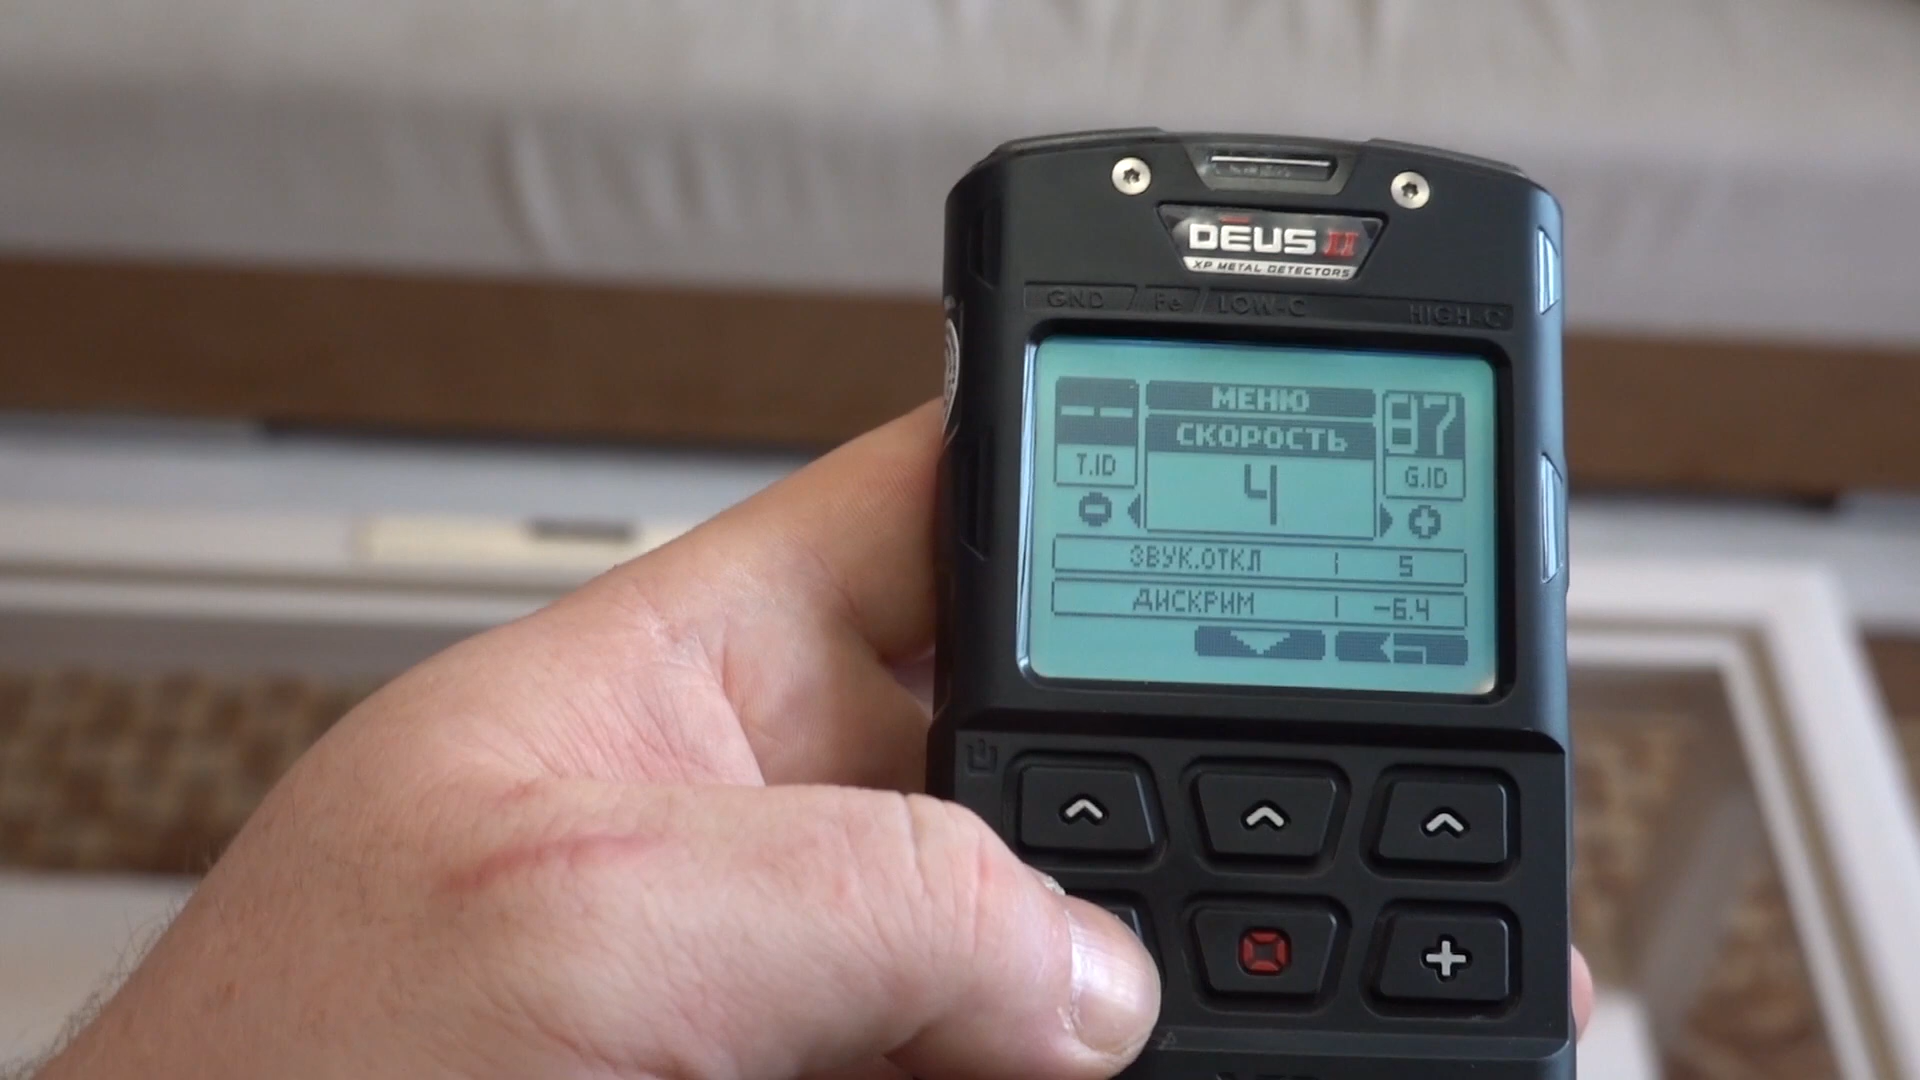 DEUS II
XP METAL DETECTORS
GND / Fe / LOW-C HIGH-C
МЕНЮ
-- СКОРОСТЬ 87
T.ID 4 G.ID
ЗВУК.ОТКЛ 5
ДИСКРИМ -6.4